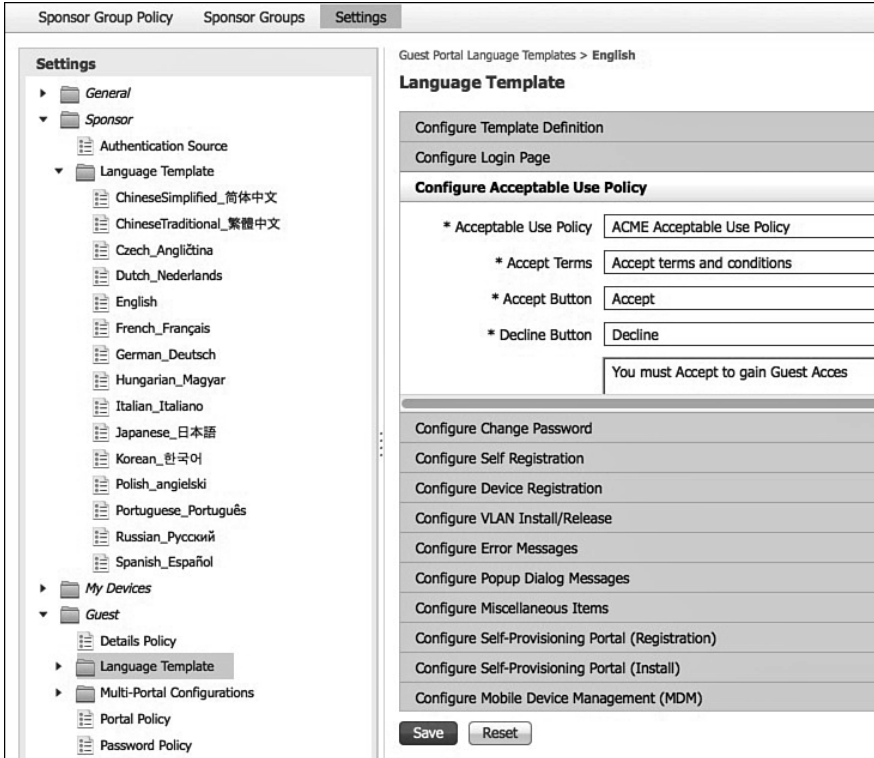 Sponsor Group Policy Sponsor Groups Settings
Settings
General
Sponsor
Authentication Source
Language Template
ChineseSimplified_简体中文
ChineseTraditional_繁體中文
Czech_Angličtina
Dutch_Nederlands
English
French_Français
German_Deutsch
Hungarian_Magyar
Italian_Italiano
Japanese_日本語
Korean_한국어
Polish_angielski
Portuguese_Português
Russian_Русский
Spanish_Español
My Devices
Guest
Details Policy
Language Template
Multi-Portal Configurations
Portal Policy
Password Policy
Guest Portal Language Templates > English
Language Template
Configure Template Definition
Configure Login Page
Configure Acceptable Use Policy
* Acceptable Use Policy ACME Acceptable Use Policy
* Accept Terms Accept terms and conditions
* Accept Button Accept
* Decline Button Decline
You must Accept to gain Guest Acces
Configure Change Password
Configure Self Registration
Configure Device Registration
Configure VLAN Install/Release
Configure Error Messages
Configure Popup Dialog Messages
Configure Miscellaneous Items
Configure Self-Provisioning Portal (Registration)
Configure Self-Provisioning Portal (Install)
Configure Mobile Device Management (MDM)
Save Reset